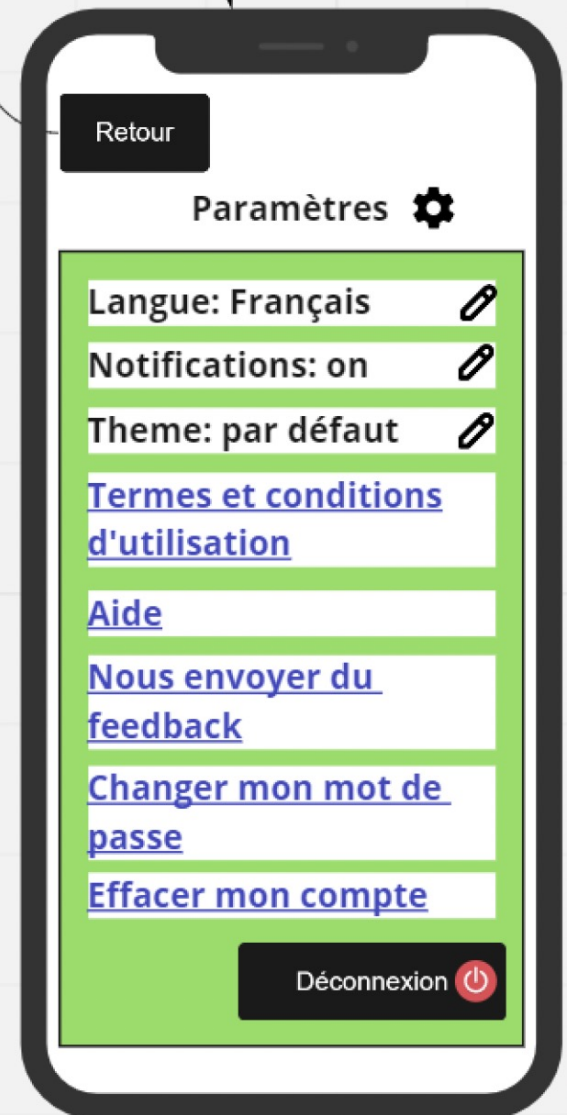 Retour
Paramètres
Langue: Français
Notifications: on
Theme: par défaut
Termes et conditions
d'utilisation
Aide
Nous envoyer du
feedback
Changer mon mot de
passe
Effacer mon compte
Déconnexion